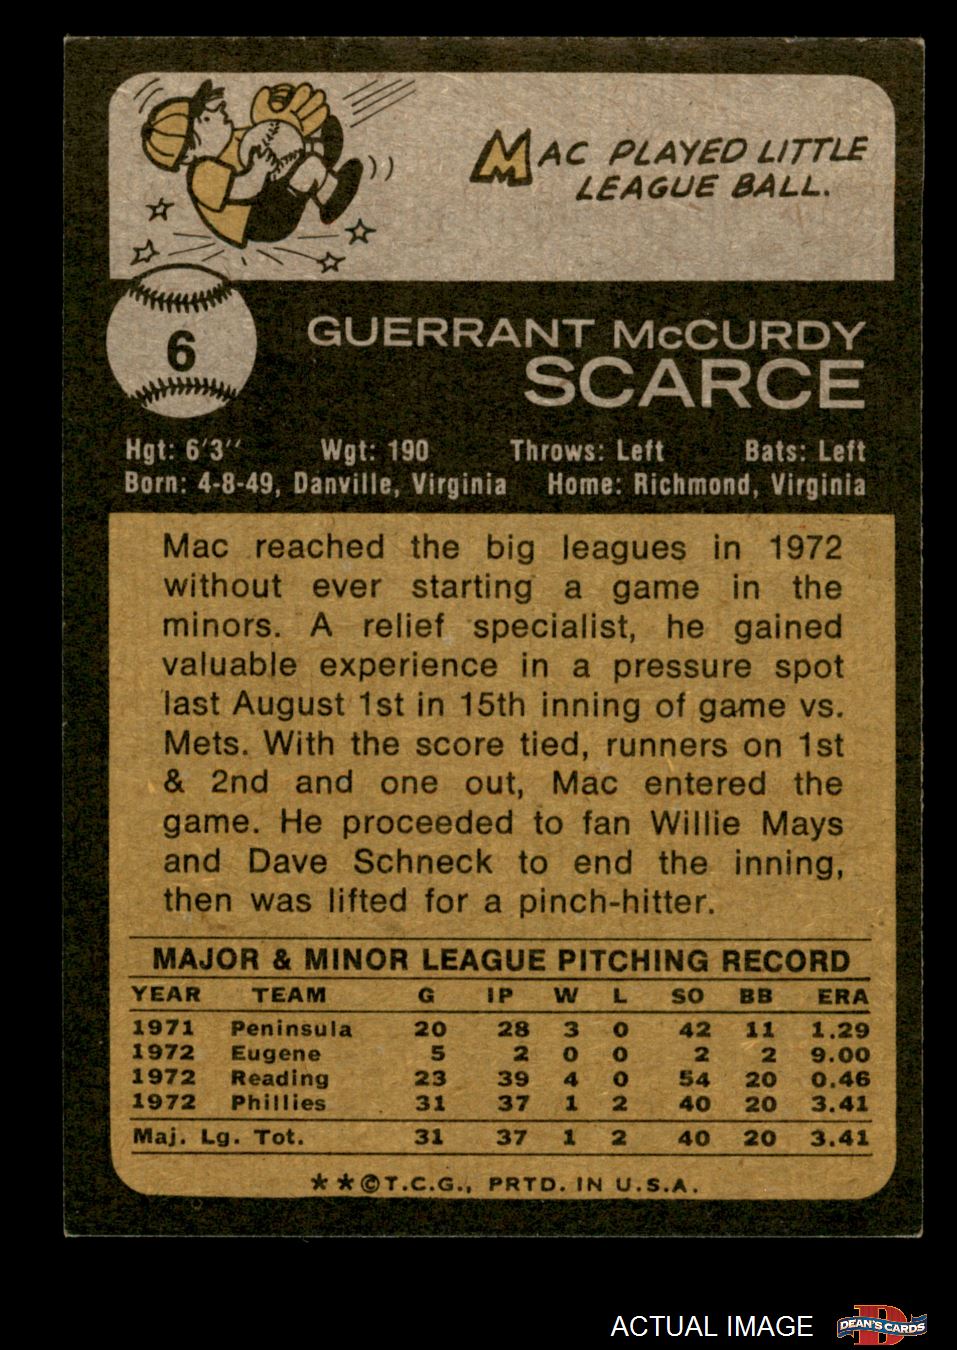 MAC PLAYED LITTLE
LEAGUE BALL.
6
GUERRANT McCURDY
SCARCE
Hgt: 6'3" Wgt: 190 Throws: Left Bats: Left
Born: 4-8-49, Danville, Virginia Home: Richmond, Virginia
Mac reached the big leagues in 1972
without ever starting a game in the
minors. A relief specialist, he gained
valuable experience in a pressure spot
last August 1st in 15th inning of game vs.
Mets. With the score tied, runners on 1st
& 2nd and one out, Mac entered the
game. He proceeded to fan Willie Mays
and Dave Schneck to end the inning,
then was lifted for a pinch-hitter.
MAJOR & MINOR LEAGUE PITCHING RECORD
YEAR TEAM G IP W L SO BB ERA
1971 Peninsula 20 28 3 0 42 11 1.29
1972 Eugene 5 2 0 0 2 2 9.00
1972 Reading 23 39 4 0 54 20 0.46
1972 Phillies 31 37 1 2 40 20 3.41
Maj. Lg. Tot. 31 37 1 2 40 20 3.41
★★©T.C.G., PRTD. IN U.S.A.
ACTUAL IMAGE
D
DEAN'S CARDS